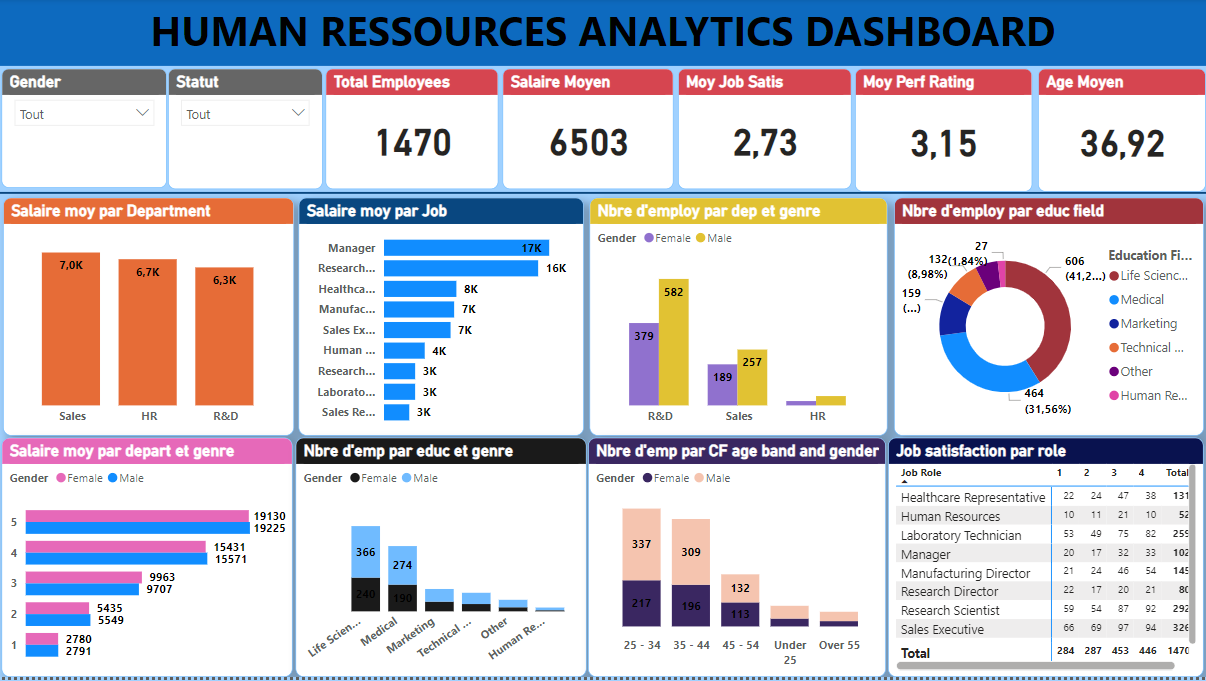 HUMAN RESSOURCES ANALYTICS DASHBOARD
Gender
Tout
Statut
Tout
Total Employees
1470
Salaire Moyen
6503
Moy Job Satis
2,73
Moy Perf Rating
3,15
Age Moyen
36,92
Salaire moy par Department
7,0K
6,7K
6,3K
Sales
HR
R&D
Salaire moy par Job
Manager 17K
Research... 16K
Healthca... 8K
Manufac... 7K
Sales Ex... 7K
Human ... 4K
Research... 3K
Laborato... 3K
Sales Re... 3K
Nbre d'employ par dep et genre
Gender Female Male
379
582
189
257
R&D
Sales
HR
Nbre d'employ par educ field
27
(1,84%)
132
(8,98%)
159
(...)
606
(41,2...)
464
(31,56%)
Education Fi...
Life Scienc...
Medical
Marketing
Technical ...
Other
Human Re...
Salaire moy par depart et genre
Gender Female Male
5 19130
19225
4 15431
15571
3 9963
9707
2 5435
5549
1 2780
2791
Nbre d'emp par educ et genre
Gender Female Male
366
240
274
190
Life Scien...
Medical
Marketing
Technical ...
Other
Human Re...
Nbre d'emp par CF age band and gender
Gender Female Male
337
217
309
196
132
113
25 - 34
35 - 44
45 - 54
Under
25
Over 55
Job satisfaction par role
Job Role 1 2 3 4 Total
Healthcare Representative 22 24 47 38 131
Human Resources 10 11 21 10 52
Laboratory Technician 53 49 75 82 259
Manager 20 17 32 33 102
Manufacturing Director 21 24 46 54 145
Research Director 22 17 20 21 80
Research Scientist 59 54 87 92 292
Sales Executive 66 69 97 94 326
Total 284 287 453 446 1470